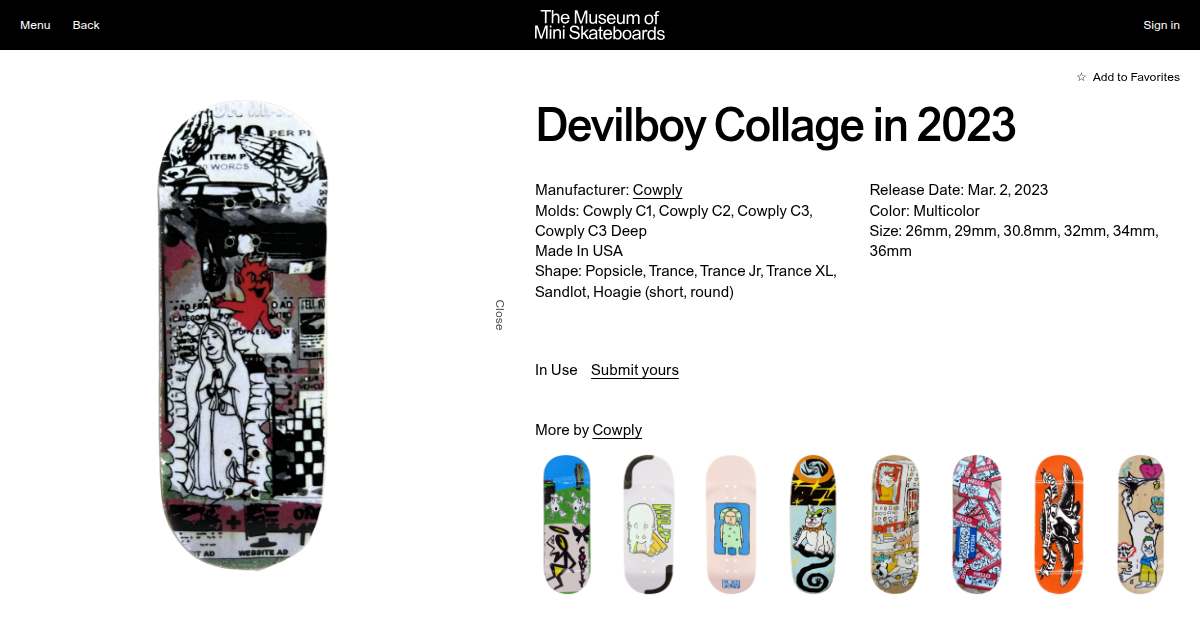 Menu
Back
The Museum of
Mini Skateboards
Sign in
☆ Add to Favorites
$10 PER
ITEM
WORDS
WEBSITE AD
Close
Devilboy Collage in 2023
Manufacturer: Cowply
Molds: Cowply C1, Cowply C2, Cowply C3,
Cowply C3 Deep
Made In USA
Shape: Popsicle, Trance, Trance Jr, Trance XL,
Sandlot, Hoagie (short, round)
Release Date: Mar. 2, 2023
Color: Multicolor
Size: 26mm, 29mm, 30.8mm, 32mm, 34mm,
36mm
In Use
Submit yours
More by Cowply
HELLO